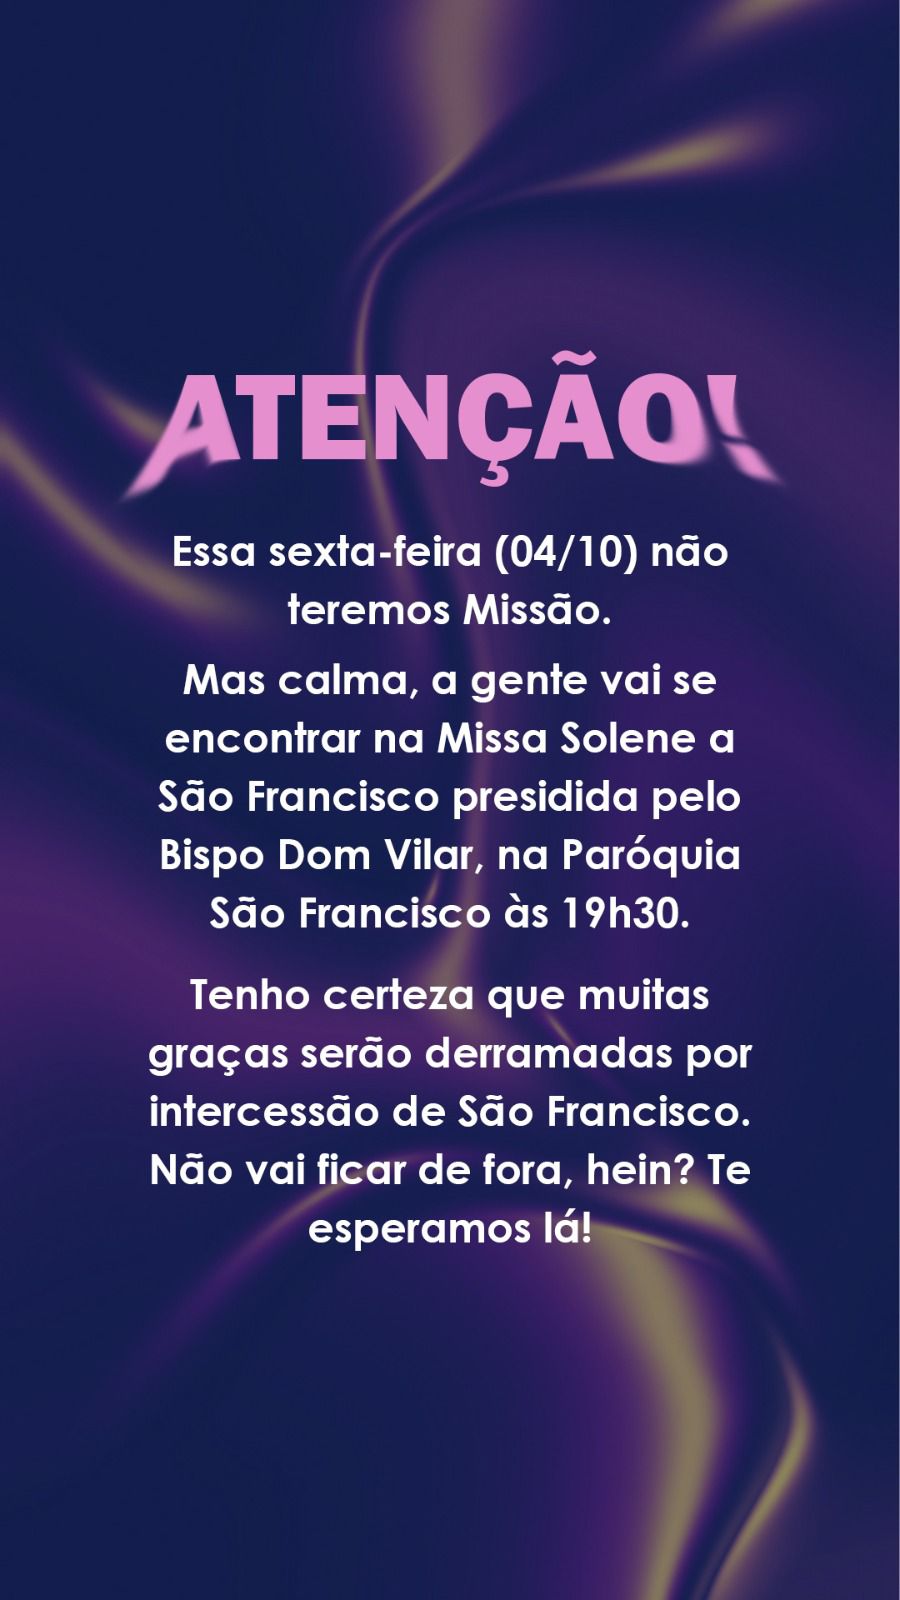 ATENÇÃO!
Essa sexta-feira (04/10) não
teremos Missão.
Mas calma, a gente vai se
encontrar na Missa Solene a
São Francisco presidida pelo
Bispo Dom Vilar, na Paróquia
São Francisco às 19h30.
Tenho certeza que muitas
graças serão derramadas por
intercessão de São Francisco.
Não vai ficar de fora, hein? Te
esperamos lá!